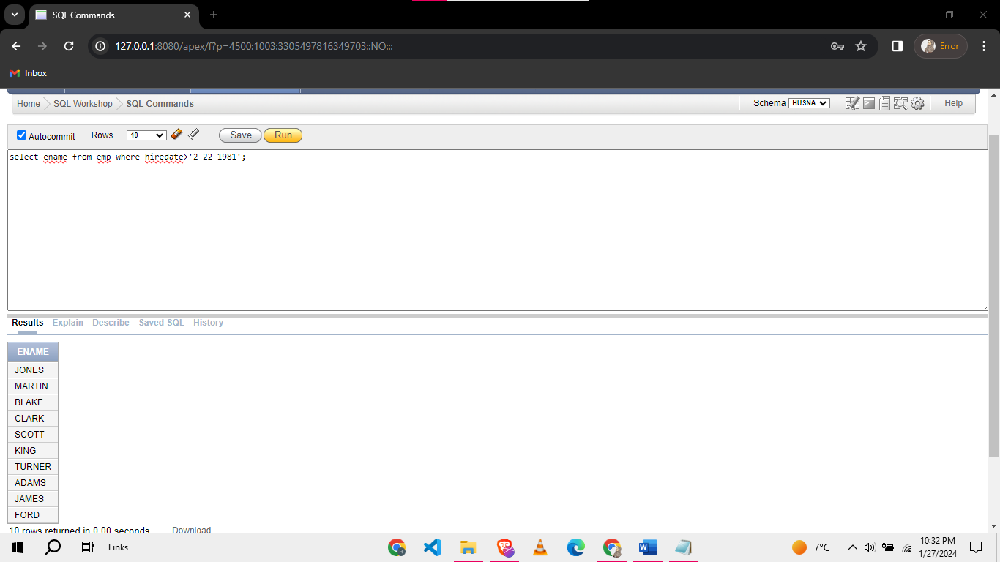 SQL Commands
127.0.0.1:8080/apex/f?p=4500:1003:3305497816349703::NO:::
Error
Inbox
Home SQL Workshop SQL Commands Schema HUSNA Help
Autocommit Rows 10 Save Run
select ename from emp where hiredate>'2-22-1981';
Results Explain Describe Saved SQL History
ENAME
JONES
MARTIN
BLAKE
CLARK
SCOTT
KING
TURNER
ADAMS
JAMES
FORD
10 rows returned in 0.00 seconds Download
Links 7°C 10:32 PM
1/27/2024